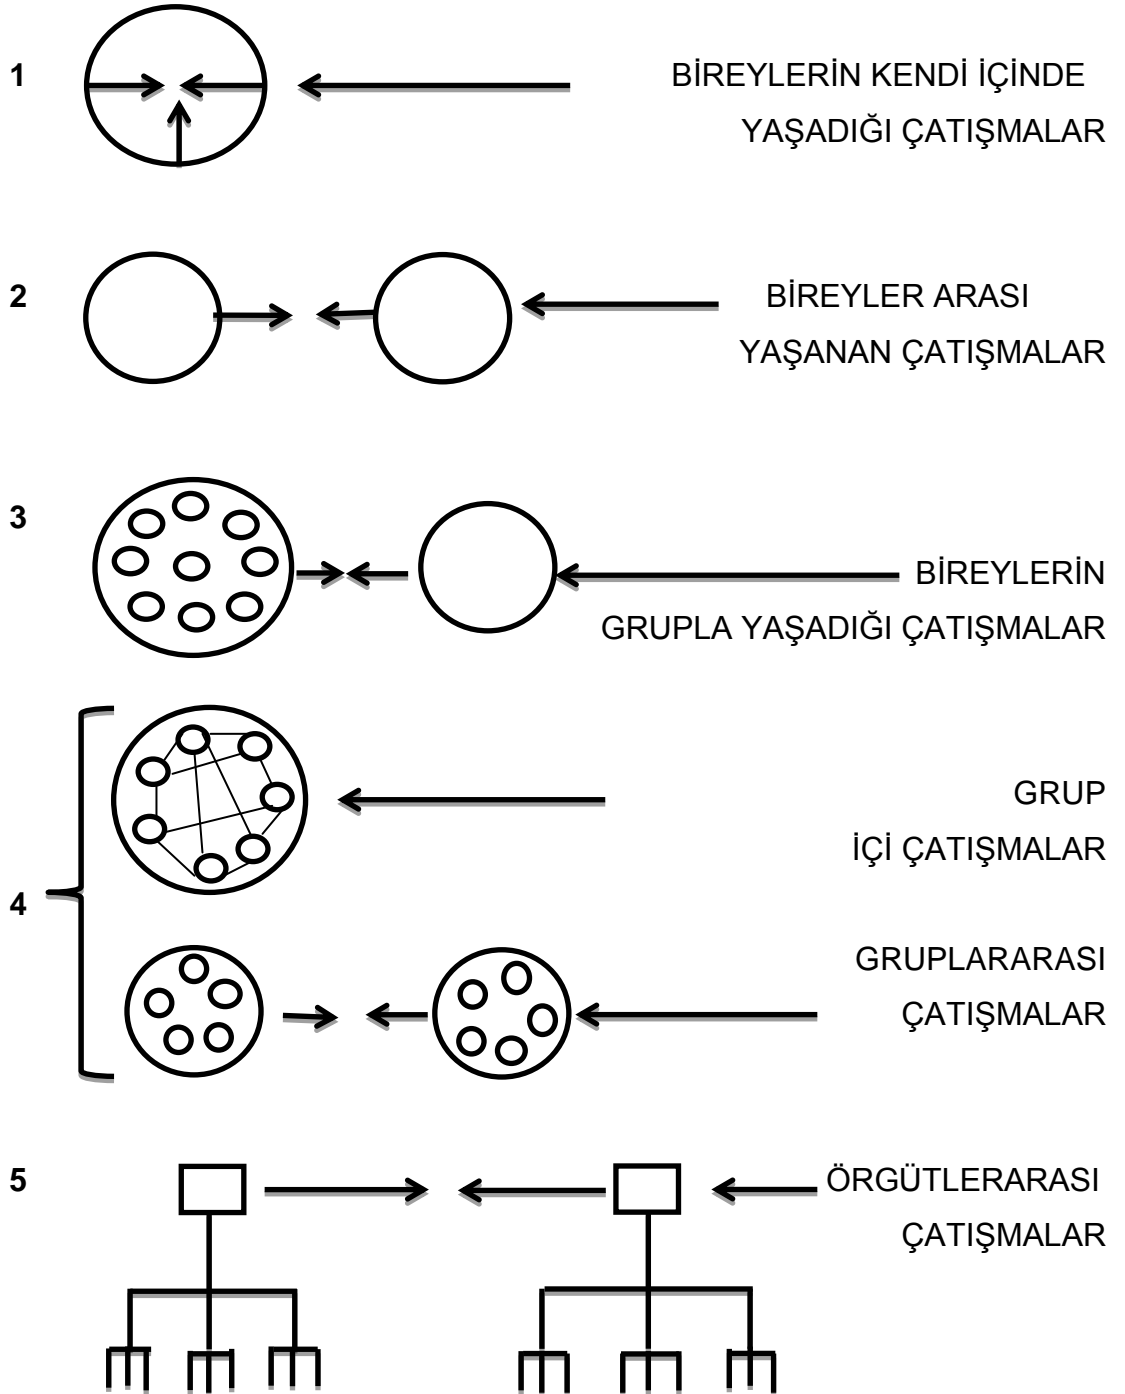 1 BİREYLERİN KENDİ İÇİNDE
YAŞADIĞI ÇATIŞMALAR
2 BİREYLER ARASI
YAŞANAN ÇATIŞMALAR
3
BİREYLERİN
GRUPLA YAŞADIĞI ÇATIŞMALAR
GRUP
İÇİ ÇATIŞMALAR
4
GRUPLARARASI
ÇATIŞMALAR
5 ÖRGÜTLERARASI
ÇATIŞMALAR